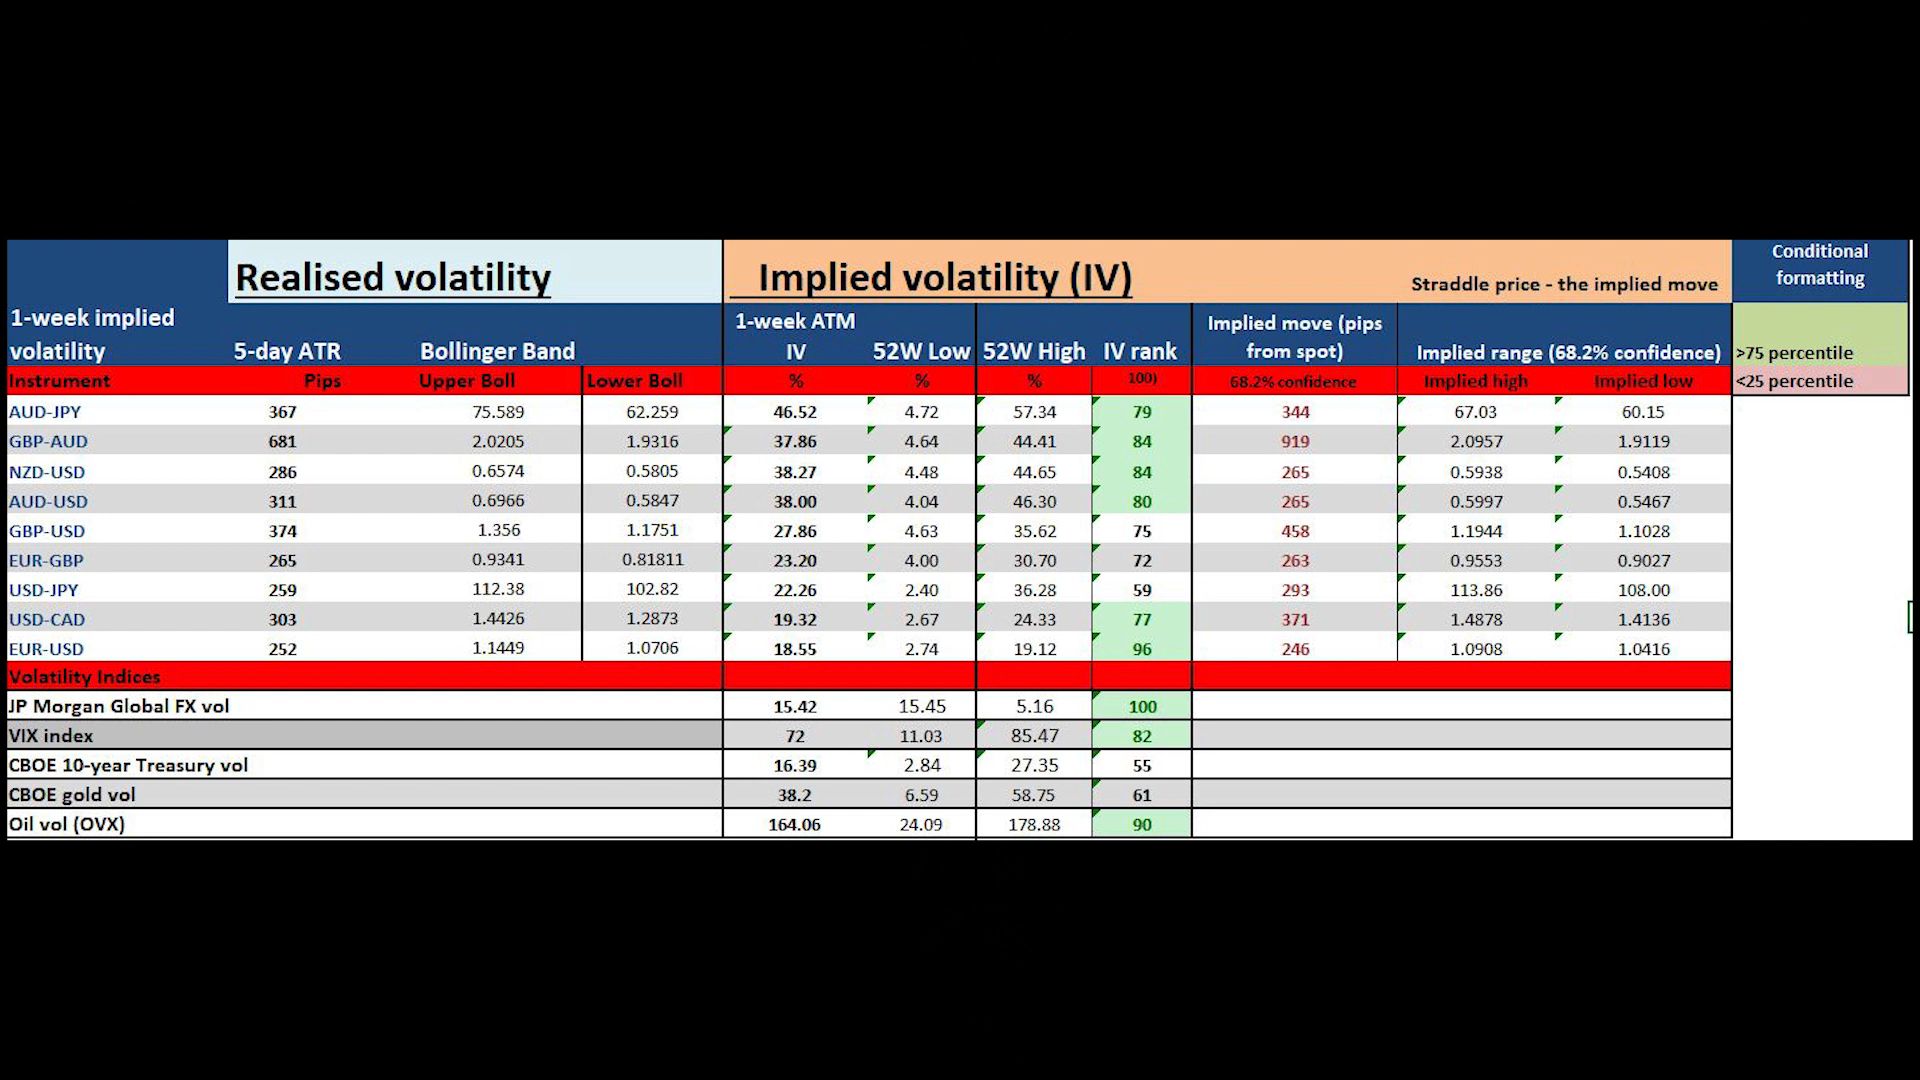 Realised volatility Implied volatility (IV) Straddle price - the implied move Conditional formatting
1-week implied volatility 5-day ATR Bollinger Band 1-week ATM IV 52W Low 52W High IV rank Implied move (pips from spot) Implied range (68.2% confidence) >75 percentile
Instrument Pips Upper Boll Lower Boll % % % 100) 68.2% confidence Implied high Implied low <25 percentile
AUD-JPY 367 75.589 62.259 46.52 4.72 57.34 79 344 67.03 60.15
GBP-AUD 681 2.0205 1.9316 37.86 4.64 44.41 84 919 2.0957 1.9119
NZD-USD 286 0.6574 0.5805 38.27 4.48 44.65 84 265 0.5938 0.5408
AUD-USD 311 0.6966 0.5847 38.00 4.04 46.30 80 265 0.5997 0.5467
GBP-USD 374 1.356 1.1751 27.86 4.63 35.62 75 458 1.1944 1.1028
EUR-GBP 265 0.9341 0.81811 23.20 4.00 30.70 72 263 0.9553 0.9027
USD-JPY 259 112.38 102.82 22.26 2.40 36.28 59 293 113.86 108.00
USD-CAD 303 1.4426 1.2873 19.32 2.67 24.33 77 371 1.4878 1.4136
EUR-USD 252 1.1449 1.0706 18.55 2.74 19.12 96 246 1.0908 1.0416
Volatility Indices
JP Morgan Global FX vol 15.42 15.45 5.16 100
VIX index 72 11.03 85.47 82
CBOE 10-year Treasury vol 16.39 2.84 27.35 55
CBOE gold vol 38.2 6.59 58.75 61
Oil vol (OVX) 164.06 24.09 178.88 90